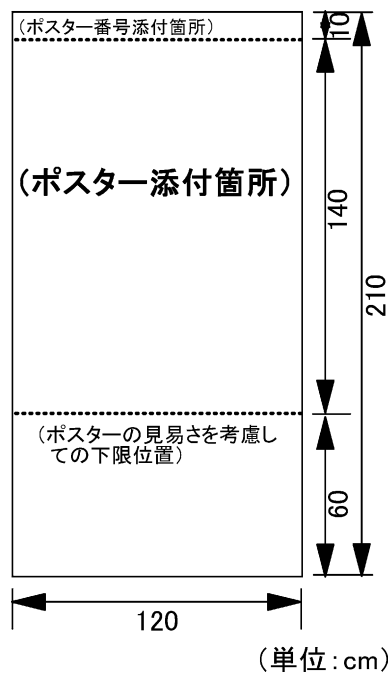 （ポスター番号添付箇所）
10
（ポスター添付箇所）
140
210
（ポスターの見易さを考慮し
ての下限位置）
60
120
（単位：cm）